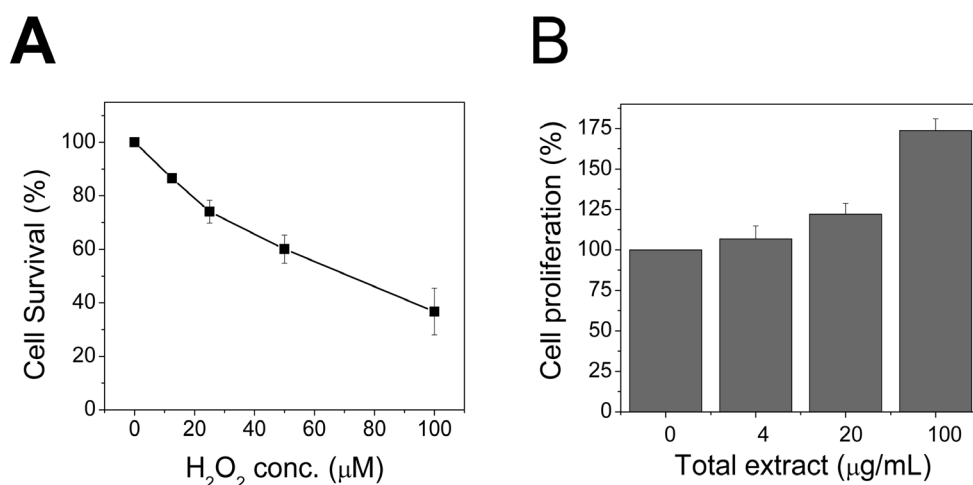 A
Cell Survival (%)
100
80
60
40
20
0
0 20 40 60 80 100
H₂O₂ conc. (μM)
B
Cell proliferation (%)
175
150
125
100
75
50
25
0
0 4 20 100
Total extract (μg/mL)